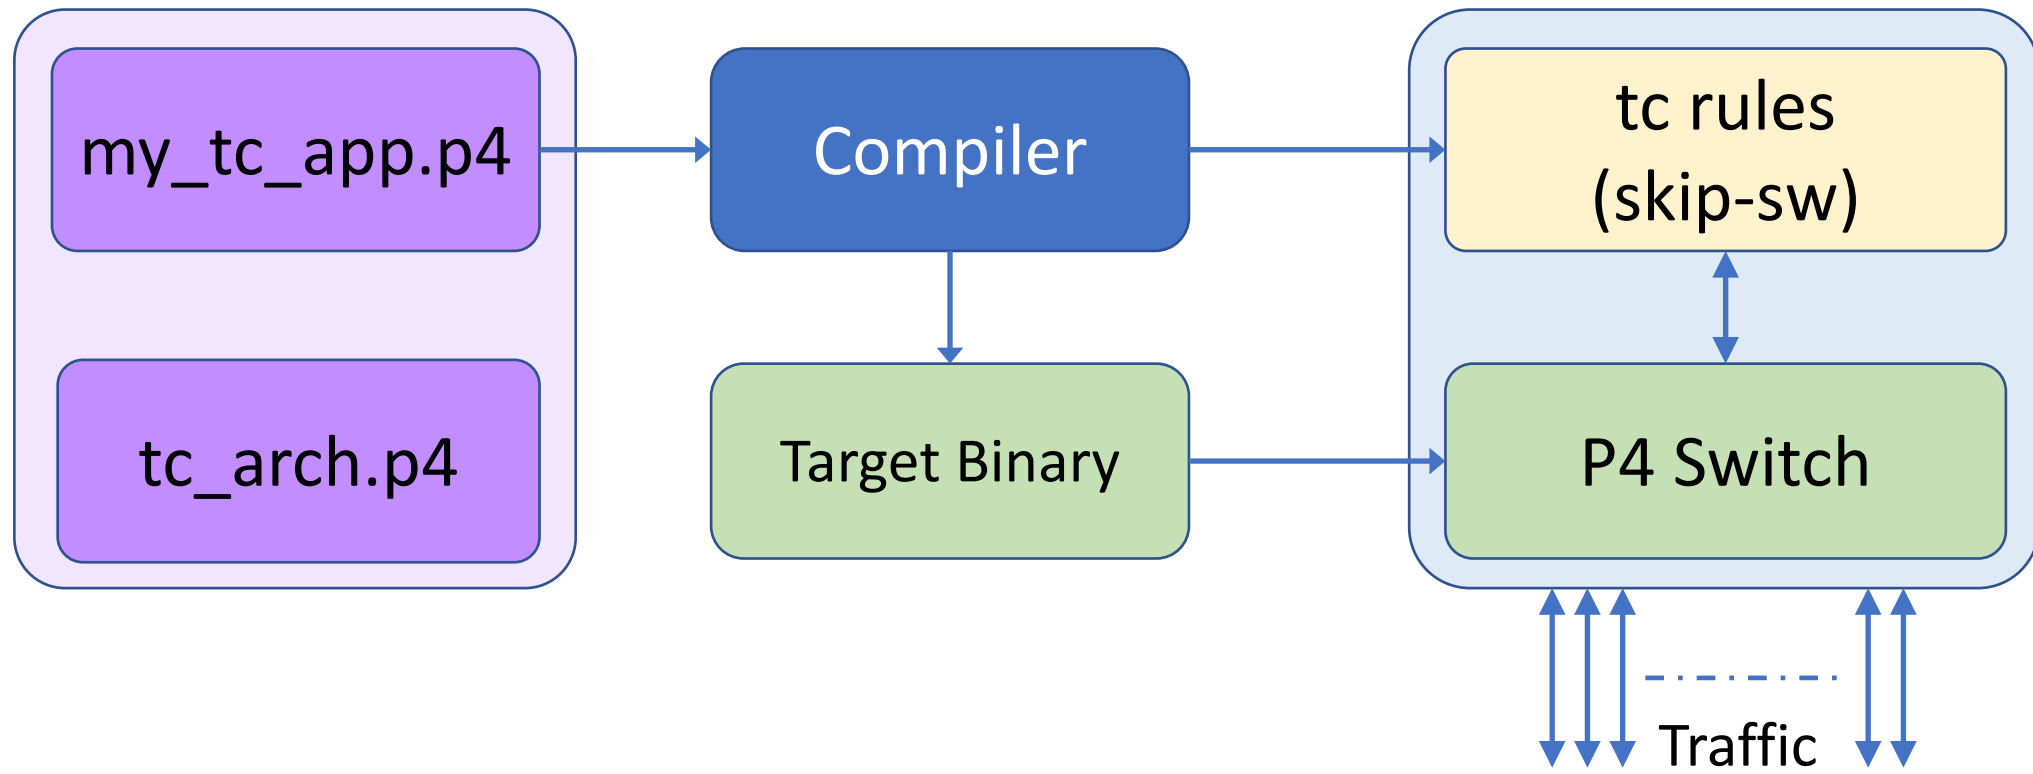 my_tc_app.p4
Compiler
tc rules
(skip-sw)
tc_arch.p4
Target Binary
P4 Switch
Traffic